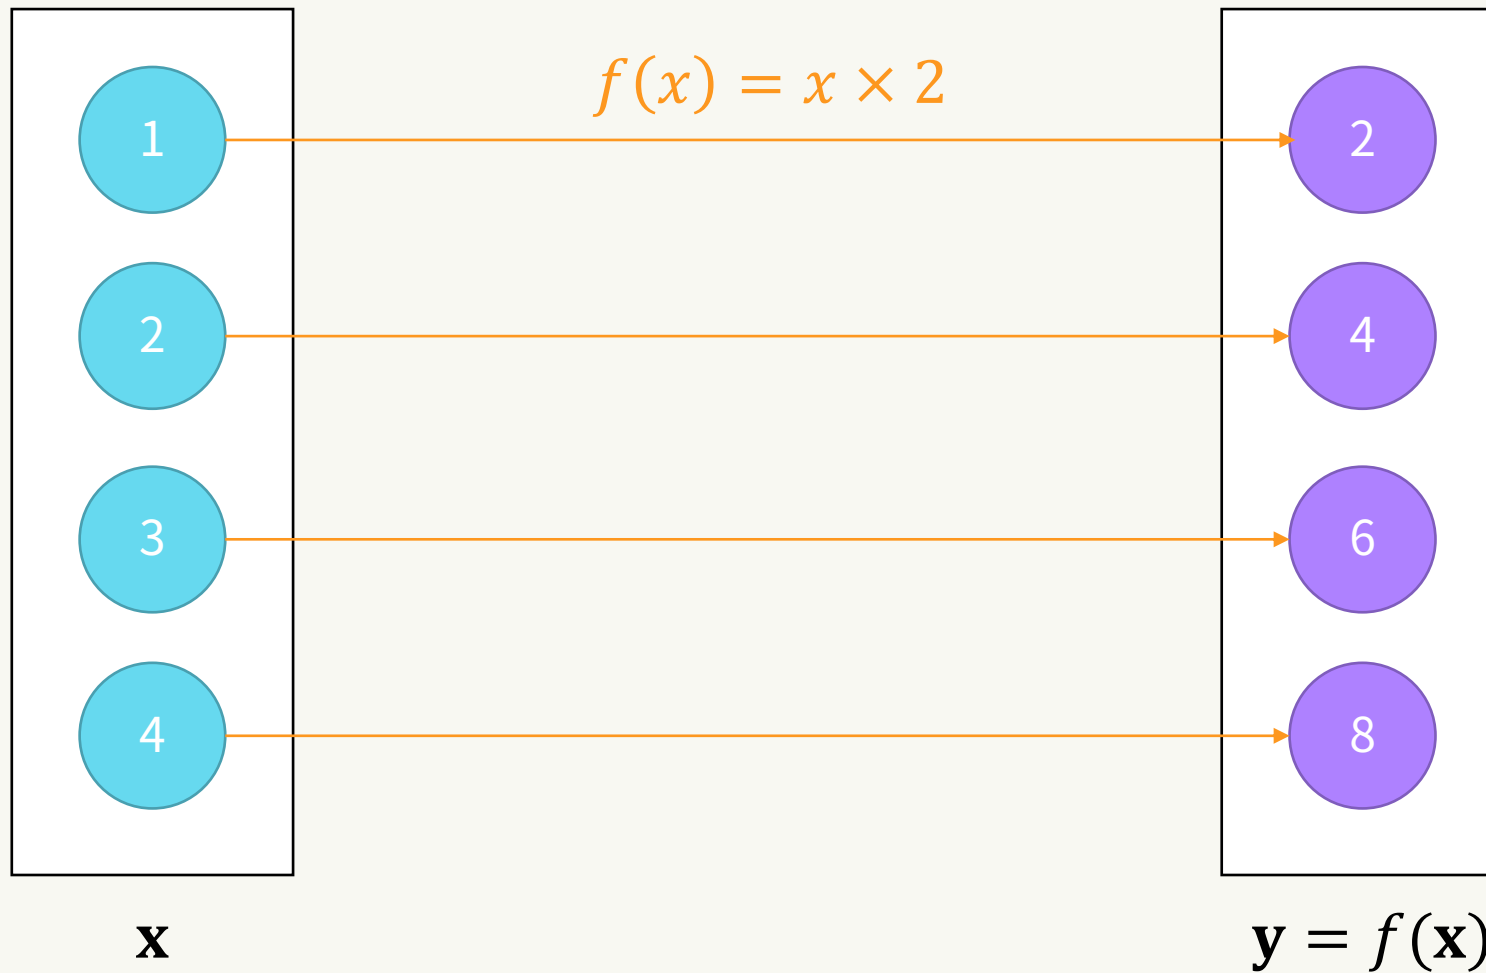 f(x) = x × 2
1 2
2 4
3 6
4 8
x y = f(x)